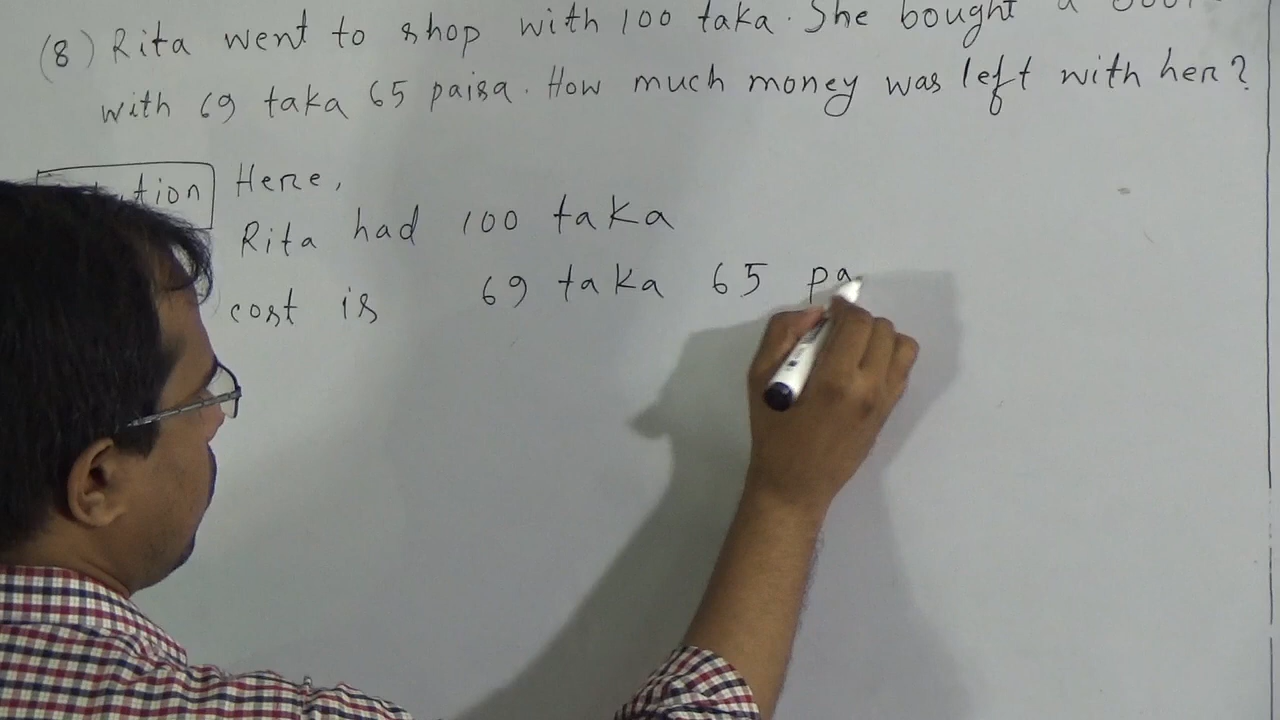 (8) Rita went to shop with 100 taka. She bought a
with 69 taka 65 paisa. How much money was left with her?
Here,
Rita had 100 taka
cost is 69 taka 65 pa